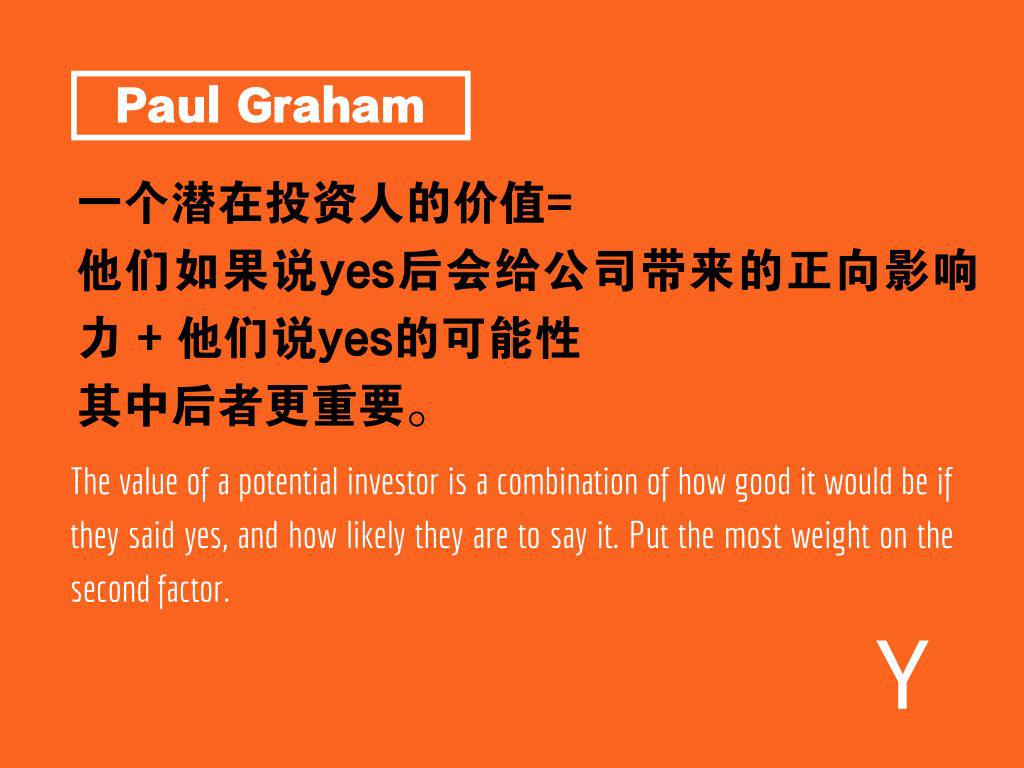 Paul Graham
一个潜在投资人的价值=
他们如果说yes后会给公司带来的正向影响
力 + 他们说yes的可能性
其中后者更重要。
The value of a potential investor is a combination of how good it would be if
they said yes, and how likely they are to say it. Put the most weight on the
second factor.
Y